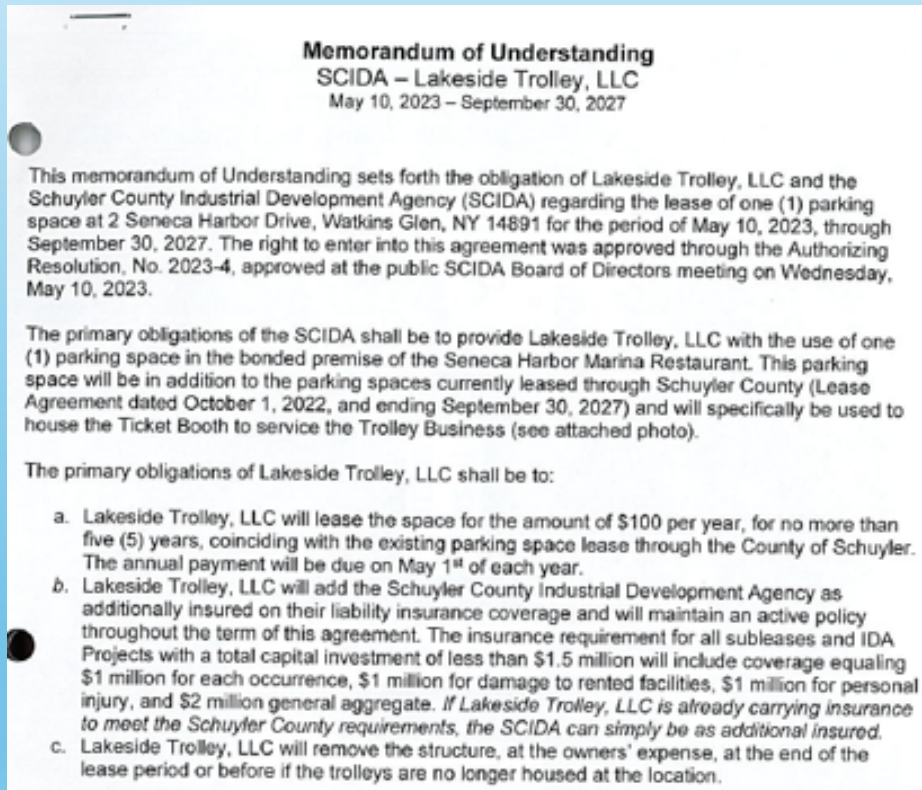 Memorandum of Understanding
SCIDA – Lakeside Trolley, LLC
May 10, 2023 – September 30, 2027
This memorandum of Understanding sets forth the obligation of Lakeside Trolley, LLC and the
Schuyler County Industrial Development Agency (SCIDA) regarding the lease of one (1) parking
space at 2 Seneca Harbor Drive, Watkins Glen, NY 14891 for the period of May 10, 2023, through
September 30, 2027. The right to enter into this agreement was approved through the Authorizing
Resolution, No. 2023-4, approved at the public SCIDA Board of Directors meeting on Wednesday,
May 10, 2023.
The primary obligations of the SCIDA shall be to provide Lakeside Trolley, LLC with the use of one
(1) parking space in the bonded premise of the Seneca Harbor Marina Restaurant. This parking
space will be in addition to the parking spaces currently leased through Schuyler County (Lease
Agreement dated October 1, 2022, and ending September 30, 2027) and will specifically be used to
house the Ticket Booth to service the Trolley Business (see attached photo).
The primary obligations of Lakeside Trolley, LLC shall be to:
a. Lakeside Trolley, LLC will lease the space for the amount of $100 per year, for no more than
five (5) years, coinciding with the existing parking space lease through the County of Schuyler.
The annual payment will be due on May 1st of each year.
b. Lakeside Trolley, LLC will add the Schuyler County Industrial Development Agency as
additionally insured on their liability insurance coverage and will maintain an active policy
throughout the term of this agreement. The insurance requirement for all subleases and IDA
Projects with a total capital investment of less than $1.5 million will include coverage equaling
$1 million for each occurrence, $1 million for damage to rented facilities, $1 million for personal
injury, and $2 million general aggregate. If Lakeside Trolley, LLC is already carrying insurance
to meet the Schuyler County requirements, the SCIDA can simply be as additional insured.
c. Lakeside Trolley, LLC will remove the structure, at the owners' expense, at the end of the
lease period or before if the trolleys are no longer housed at the location.